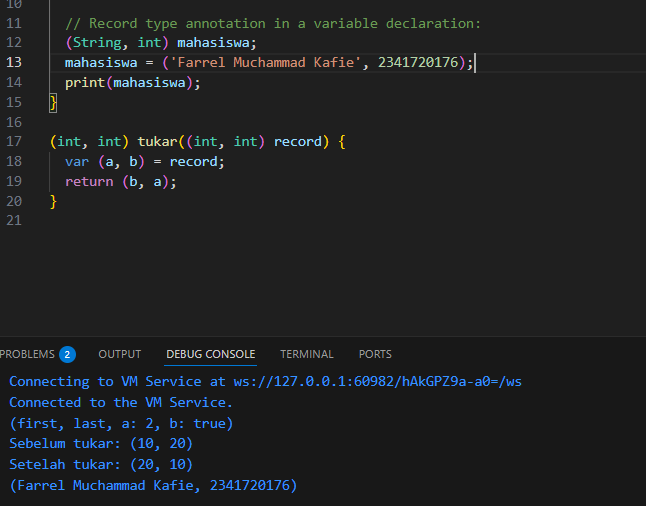 10
11 // Record type annotation in a variable declaration:
12 (String, int) mahasiswa;
13 mahasiswa = ('Farrel Muchammad Kafie', 2341720176);
14 print(mahasiswa);
15 }
16
17 (int, int) tukar((int, int) record) {
18 var (a, b) = record;
19 return (b, a);
20 }
21
PROBLEMS 2 OUTPUT DEBUG CONSOLE TERMINAL PORTS
Connecting to VM Service at ws://127.0.0.1:60982/hAkGPZ9a-a0=/ws
Connected to the VM Service.
(first, last, a: 2, b: true)
Sebelum tukar: (10, 20)
Setelah tukar: (20, 10)
(Farrel Muchammad Kafie, 2341720176)